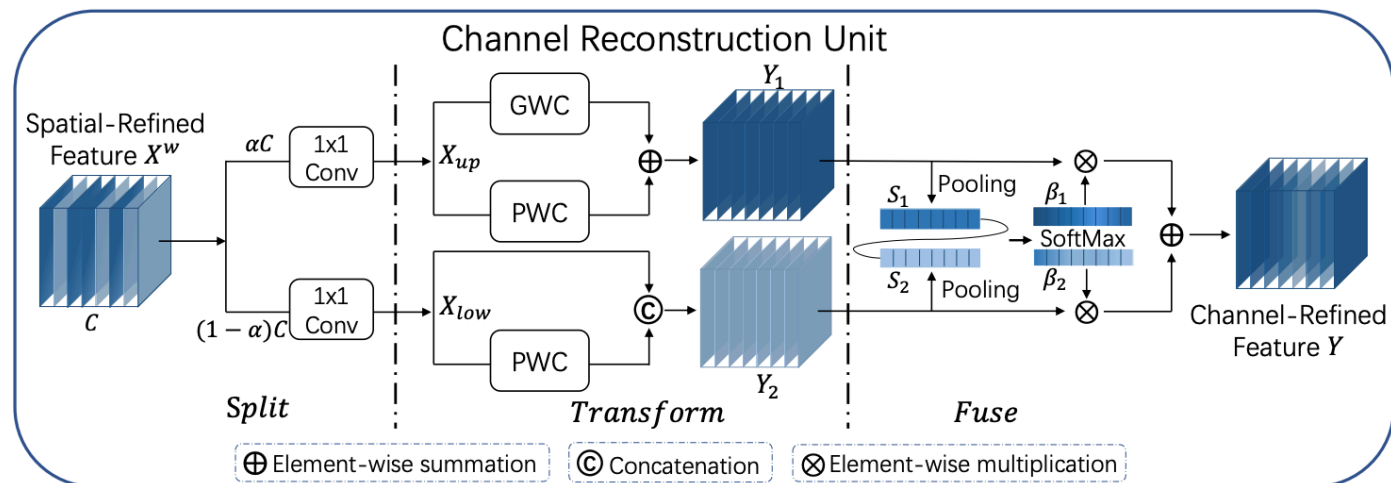 Channel Reconstruction Unit
Spatial-Refined
Feature X^w
C
αC
(1 − α)C
1x1
Conv
1x1
Conv
Split
X_up
GWC
PWC
X_low
PWC
Y_1
Y_2
Transform
Pooling
S_1
S_2
Pooling
β_1
SoftMax
β_2
Fuse
Channel-Refined
Feature Y
⊕ Element-wise summation
© Concatenation
⊗ Element-wise multiplication